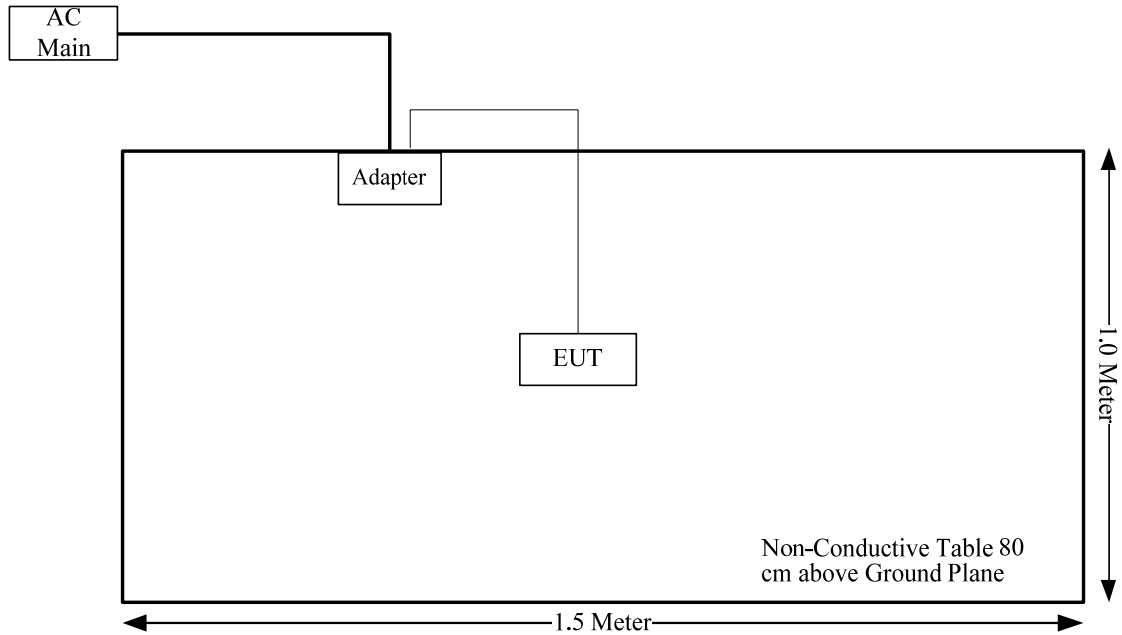 AC
Main
Adapter
EUT
1.0 Meter
Non-Conductive Table 80
cm above Ground Plane
1.5 Meter